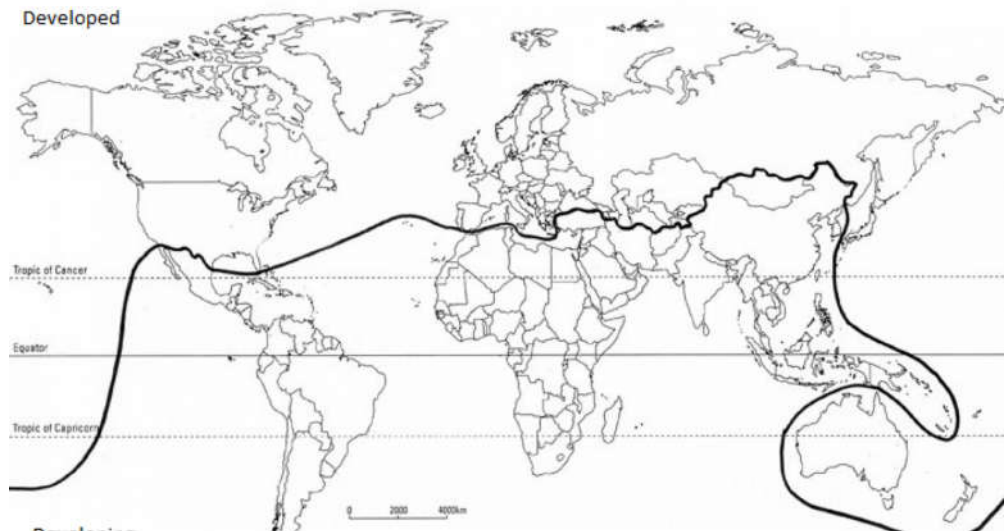 Developed
Tropic of Cancer
Equator
Tropic of Capricorn
0 2000 4000km
Developing